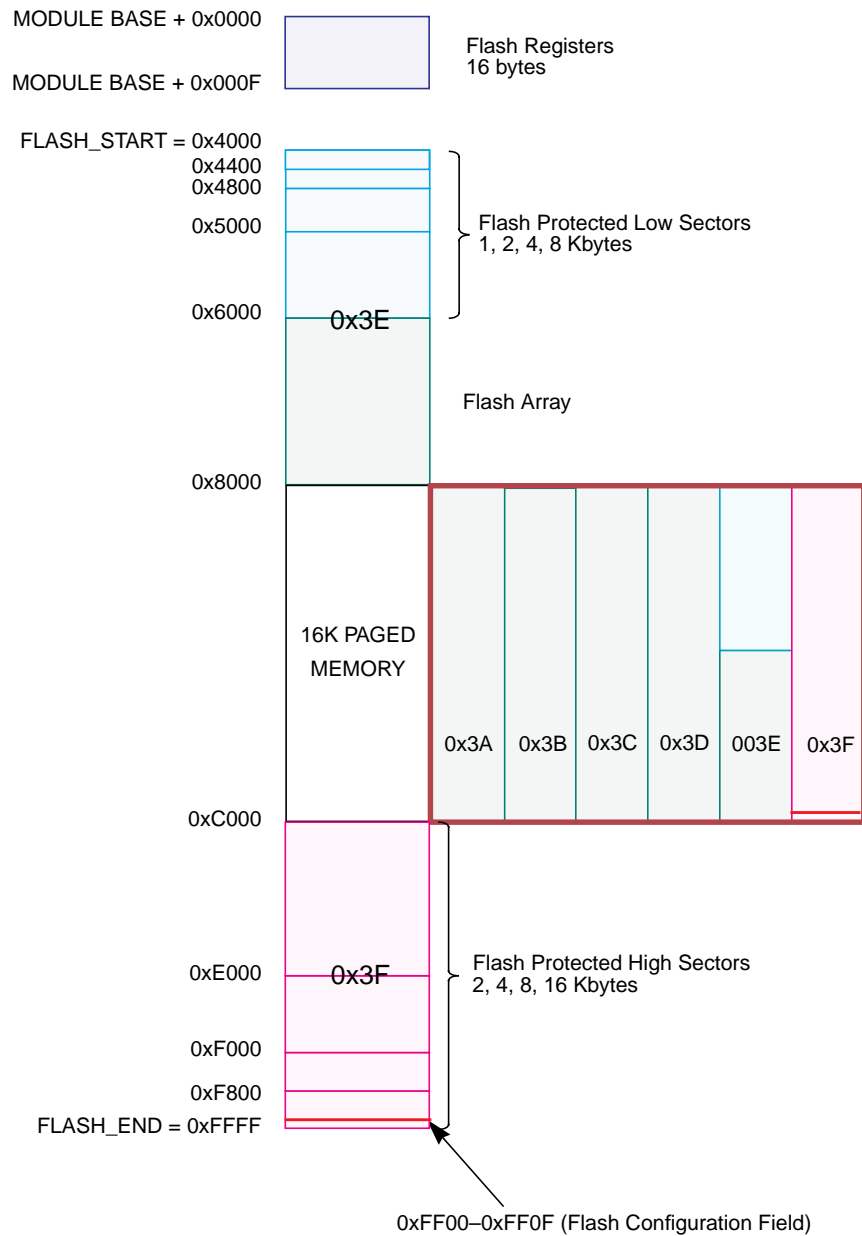 MODULE BASE + 0x0000
Flash Registers
16 bytes
MODULE BASE + 0x000F
FLASH_START = 0x4000
0x4400
0x4800
Flash Protected Low Sectors
1, 2, 4, 8 Kbytes
0x5000
0x6000
0x3E
Flash Array
0x8000
16K PAGED
MEMORY
0x3A
0x3B
0x3C
0x3D
003E
0x3F
0xC000
0xE000
0x3F
Flash Protected High Sectors
2, 4, 8, 16 Kbytes
0xF000
0xF800
FLASH_END = 0xFFFF
0xFF00–0xFF0F (Flash Configuration Field)